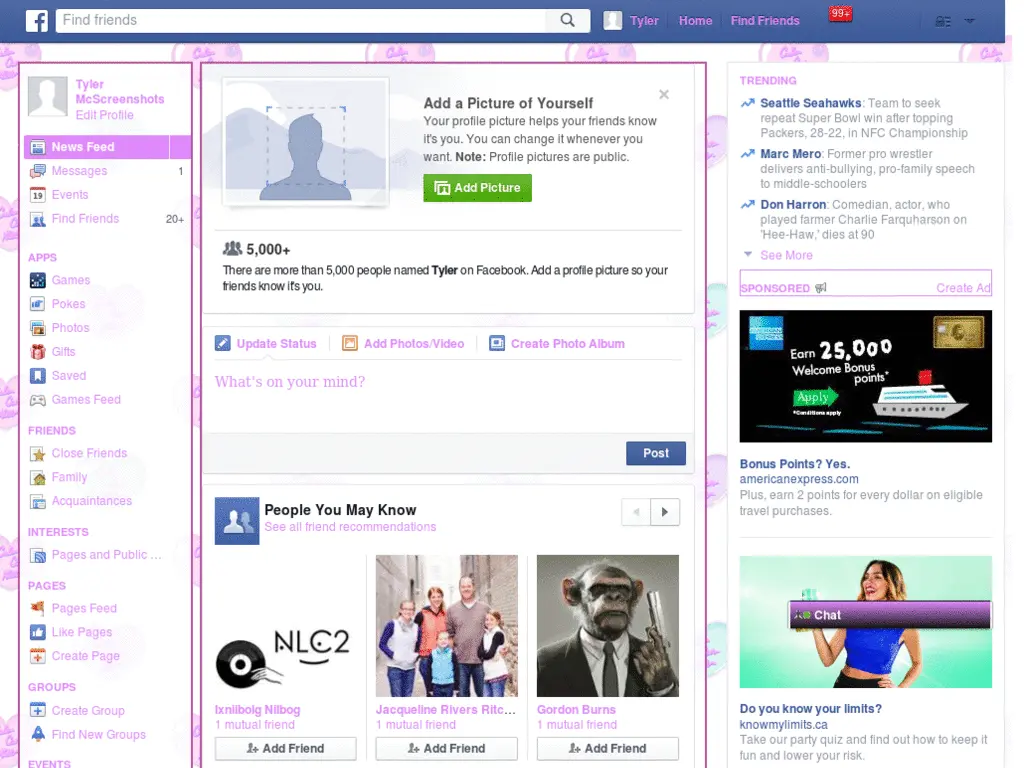 f
Find friends
Tyler
Home
Find Friends
99+
Tyler
McScreenshots
Edit Profile
News Feed
Messages
1
19
Events
Find Friends
20+
APPS
Games
Pokes
Photos
Gifts
Saved
Games Feed
FRIENDS
Close Friends
Family
Acquaintances
INTERESTS
Pages and Public ...
PAGES
Pages Feed
Like Pages
Create Page
GROUPS
Create Group
Find New Groups
EVENTS
Add a Picture of Yourself
Your profile picture helps your friends know
it's you. You can change it whenever you
want. Note: Profile pictures are public.
Add Picture
5,000+
There are more than 5,000 people named Tyler on Facebook. Add a profile picture so your
friends know it's you.
Update Status
Add Photos/Video
Create Photo Album
What's on your mind?
Post
People You May Know
See all friend recommendations
NLC2
Ixniibolg Nilbog
1 mutual friend
Add Friend
Jacqueline Rivers Ritc...
1 mutual friend
Add Friend
Gordon Burns
1 mutual friend
Add Friend
TRENDING
Seattle Seahawks: Team to seek
repeat Super Bowl win after topping
Packers, 28-22, in NFC Championship
Marc Mero: Former pro wrestler
delivers anti-bullying, pro-family speech
to middle-schoolers
Don Harron: Comedian, actor, who
played farmer Charlie Farquharson on
'Hee-Haw,' dies at 90
See More
SPONSORED
Create Ad
Earn 25,000
Welcome Bonus
points*
Apply
*Conditions apply
Bonus Points? Yes.
americanexpress.com
Plus, earn 2 points for every dollar on eligible
travel purchases.
Chat
Do you know your limits?
knowmylimits.ca
Take our party quiz and find out how to keep it
fun and lower your risk.